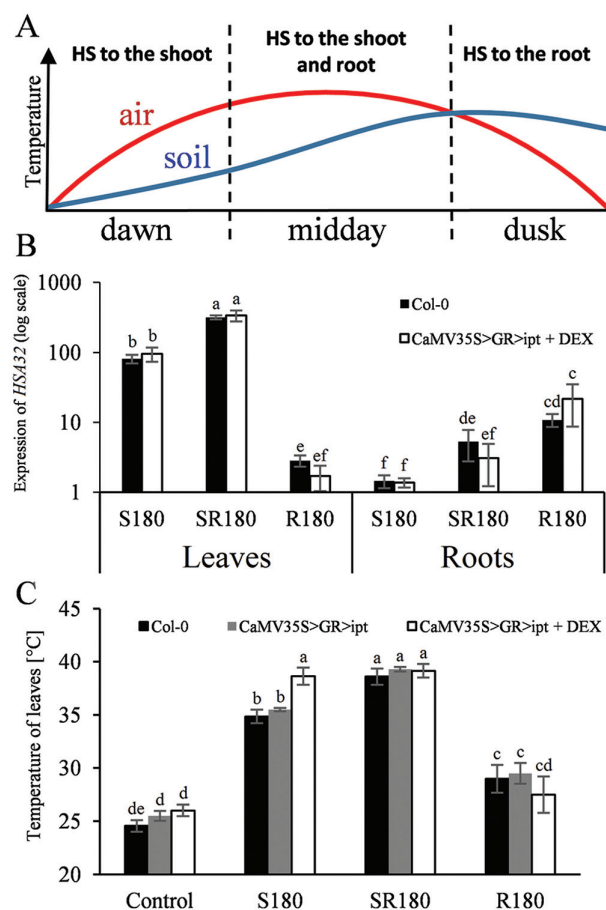 A
HS to the shoot
HS to the shoot
and root
HS to the root
Temperature
air
soil
dawn
midday
dusk
B
Expression of HSA32 (log scale)
1000
100
10
1
Col-0
CaMV35S>GR>ipt + DEX
b b
a a
e ef
f f
de ef
cd c
S180 SR180 R180 S180 SR180 R180
Leaves Roots
C
Temperature of leaves [°C]
45
40
35
30
25
20
Col-0 CaMV35S>GR>ipt CaMV35S>GR>ipt + DEX
de d d
b b a
a a a
c c cd
Control S180 SR180 R180